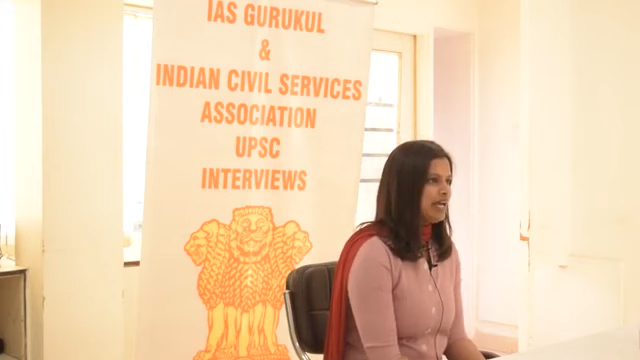 IAS GURUKUL
&
INDIAN CIVIL SERVICES
ASSOCIATION
UPSC
INTERVIEWS